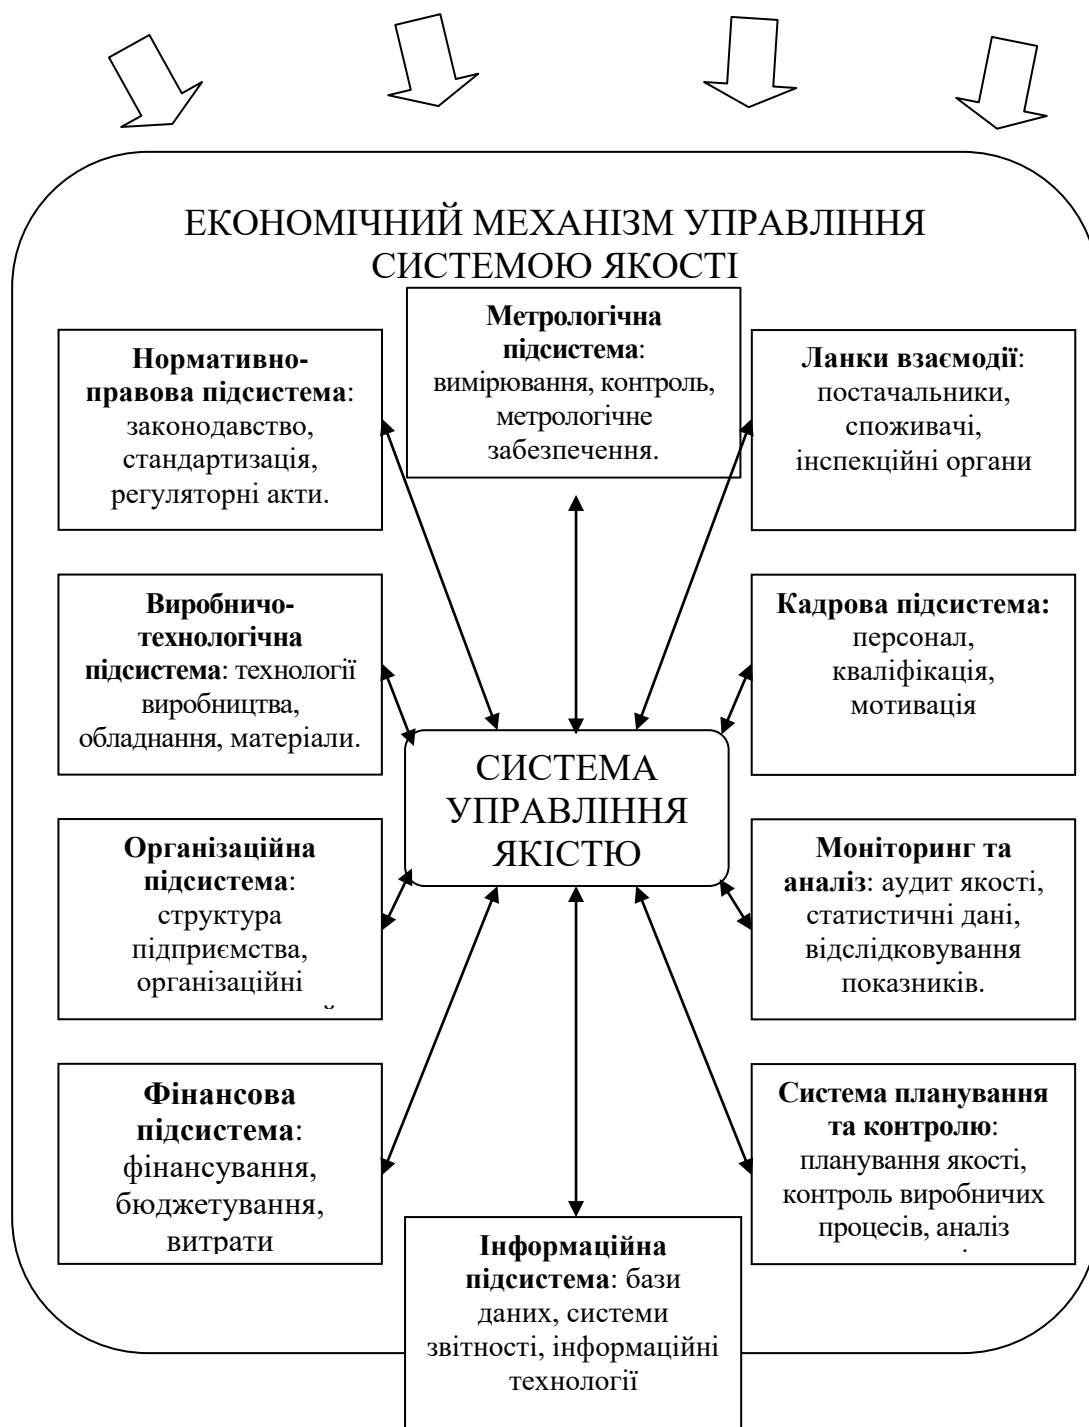 ЕКОНОМІЧНИЙ МЕХАНІЗМ УПРАВЛІННЯ
СИСТЕМОЮ ЯКОСТІ
Нормативно-
правова підсистема:
законодавство,
стандартизація,
регуляторні акти.
Метрологічна
підсистема:
вимірювання, контроль,
метрологічне
забезпечення.
Ланки взаємодії:
постачальники,
споживачі,
інспекційні органи
Виробничо-
технологічна
підсистема: технології
виробництва,
обладнання, матеріали.
Кадрова підсистема:
персонал,
кваліфікація,
мотивація
СИСТЕМА
УПРАВЛІННЯ
ЯКІСТЮ
Організаційна
підсистема:
структура
підприємства,
організаційні
Моніторинг та
аналіз: аудит якості,
статистичні дані,
відслідковування
показників.
Фінансова
підсистема:
фінансування,
бюджетування,
витрати
Система планування
та контролю:
планування якості,
контроль виробничих
процесів, аналіз
Інформаційна
підсистема: бази
даних, системи
звітності, інформаційні
технології